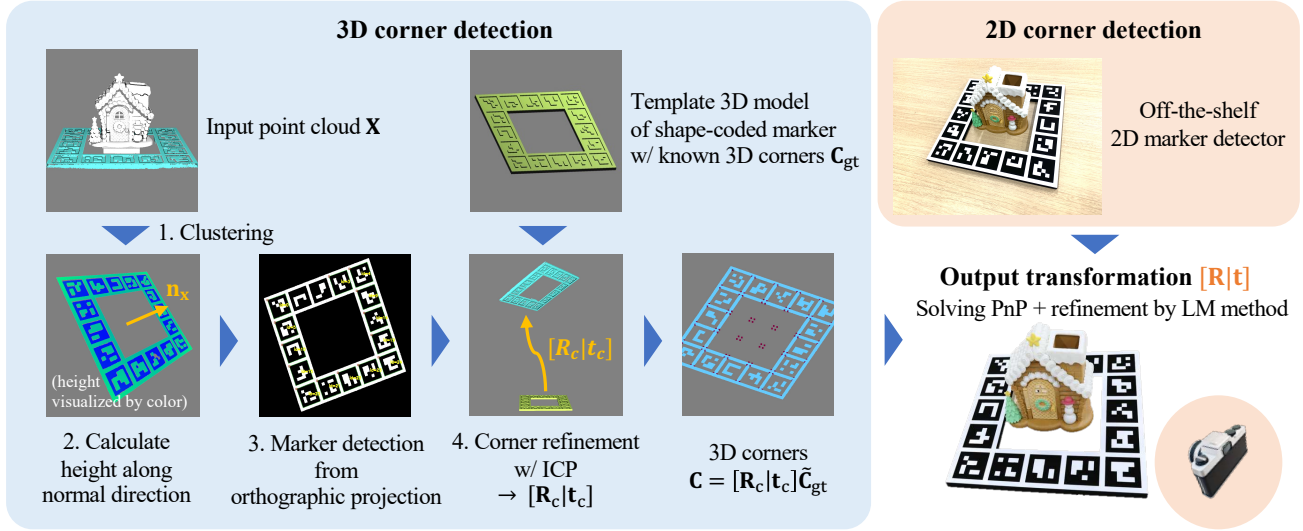 3D corner detection
Input point cloud X
Template 3D model
of shape-coded marker
w/ known 3D corners C_gt
1. Clustering
n_x
(height
visualized by color)
2. Calculate
height along
normal direction
3. Marker detection
from
orthographic projection
[R_c|t_c]
4. Corner refinement
w/ ICP
→ [R_c|t_c]
3D corners
C = [R_c|t_c]C̃_gt
2D corner detection
Off-the-shelf
2D marker detector
Output transformation [R|t]
Solving PnP + refinement by LM method